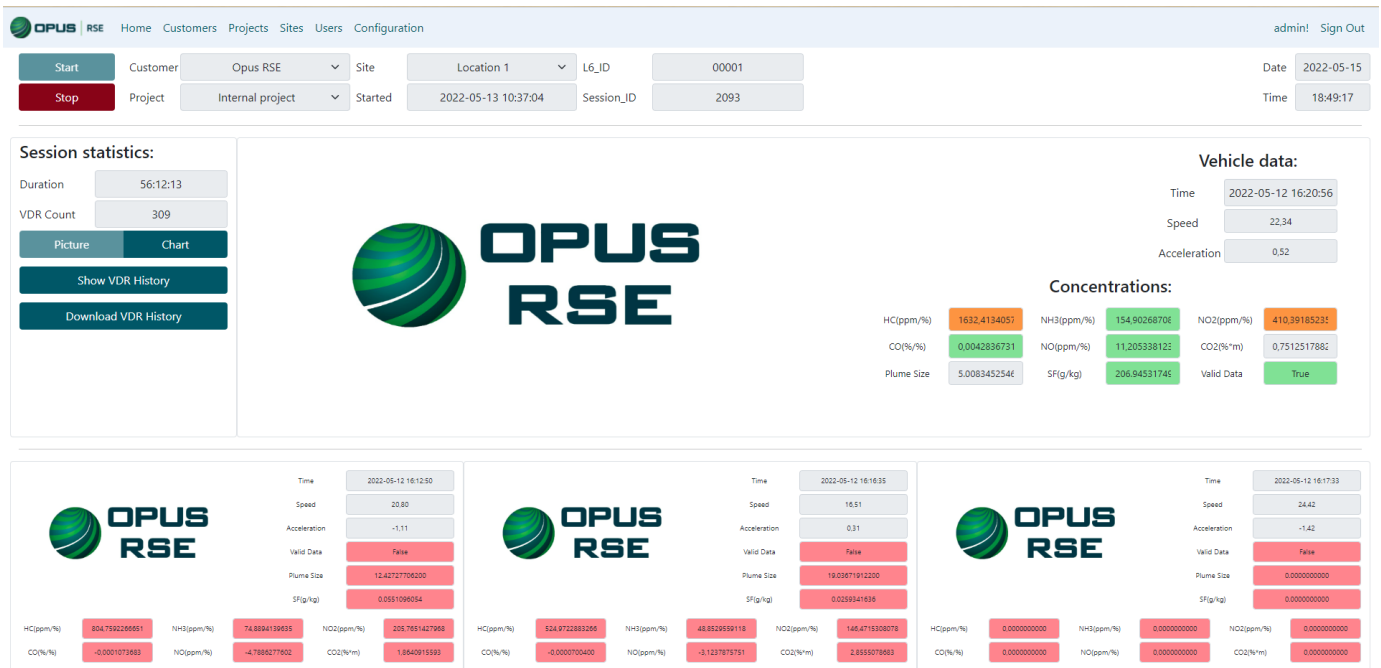 OPUS RSE Home Customers Projects Sites Users Configuration admin! Sign Out
Start Customer Opus RSE Site Location 1 L6_ID 00001 Date 2022-05-15
Stop Project Internal project Started 2022-05-13 10:37:04 Session_ID 2093 Time 18:49:17
Session statistics:
Duration 56:12:13
VDR Count 309
Picture Chart
Show VDR History
Download VDR History
OPUS
RSE
Vehicle data:
Time 2022-05-12 16:20:56
Speed 22,34
Acceleration 0,52
Concentrations:
HC(ppm/%) 1632,4134057 NH3(ppm/%) 154,90268708 NO2(ppm/%) 410,39185235
CO(%/%) 0,0042836731 NO(ppm/%) 11,205338123 CO2(%*m) 0,7512517882
Plume Size 5.0083452546 SF(g/kg) 206.94531749 Valid Data True
OPUS
RSE
Time 2022-05-12 16:12:50
Speed 20,80
Acceleration -1,11
Valid Data False
Plume Size 12.42727706200
SF(g/kg) 0.0551096054
HC(ppm/%) 804,7592266651 NH3(ppm/%) 74,8894139635 NO2(ppm/%) 205,7651427968
CO(%/%) -0,0001073683 NO(ppm/%) -4,7886277602 CO2(%*m) 1,8640915593
OPUS
RSE
Time 2022-05-12 16:16:35
Speed 16,51
Acceleration 0,31
Valid Data False
Plume Size 19.03671912200
SF(g/kg) 0.0259341636
HC(ppm/%) 524,9722883266 NH3(ppm/%) 48,8529559118 NO2(ppm/%) 146,4715308078
CO(%/%) -0,0000700400 NO(ppm/%) -3,1237875751 CO2(%*m) 2,8555078683
OPUS
RSE
Time 2022-05-12 16:17:33
Speed 24,42
Acceleration -1,42
Valid Data False
Plume Size 0.0000000000
SF(g/kg) 0.0000000000
HC(ppm/%) 0,0000000000 NH3(ppm/%) 0,0000000000 NO2(ppm/%) 0,0000000000
CO(%/%) 0,0000000000 NO(ppm/%) 0,0000000000 CO2(%*m) 0,0000000000